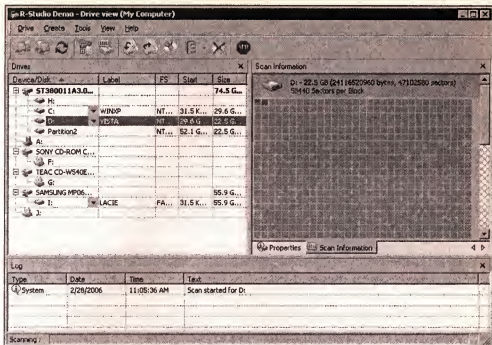 R-Studio Demo - Drive view (My Computer)
Drive Create Tools View Help
Drives
Scan Information
Device/Disk Label FS Start Size
ST380011A3.0... 74.5 G...
H:
C: WINXP NT... 31.5 K... 29.6 G...
D: VISTA NT... 29.6 G... 22.5 G...
Partition2 NT... 52.1 G... 22.5 G...
A:
SONY CD-ROM C...
F:
TEAC CD-W540E...
G:
SAMSUNG MP06... 55.9 G...
I: LACIE FA... 31.5 K... 55.9 G...
J:
D: - 22.5 GB (24116520960 bytes, 47102580 sectors)
Sectors per Block
Properties Scan Information
Log
Type Date Time Text
System 2/28/2006 11:05:36 AM Scan started for D:
Scanning